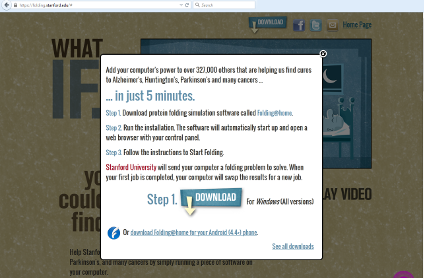 https://folding.stanford.edu
Search
DOWNLOAD
Home Page
WHAT
IF
Add your computer's power to over 327,000 others that are helping us find cures
to Alzheimer's, Huntington's, Parkinson's and many cancers ...
... in just 5 minutes.
Step 1. Download protein folding simulation software called Folding@home.
Step 2. Run the installation. The software will automatically start up and open a
web browser with your control panel.
Step 3. Follow the instructions to Start Folding.
Stanford University will send your computer a folding problem to solve. When
your first job is completed, your computer will swap the results for a new job.
Step 1. DOWNLOAD For Windows (All versions)
Or download Folding@home for your Android (4.4+) phone.
See all downloads
you
could
find
LAY VIDEO
Help Stanfo
Parkinson's, and many cancers by simply running a piece of software on
your computer.